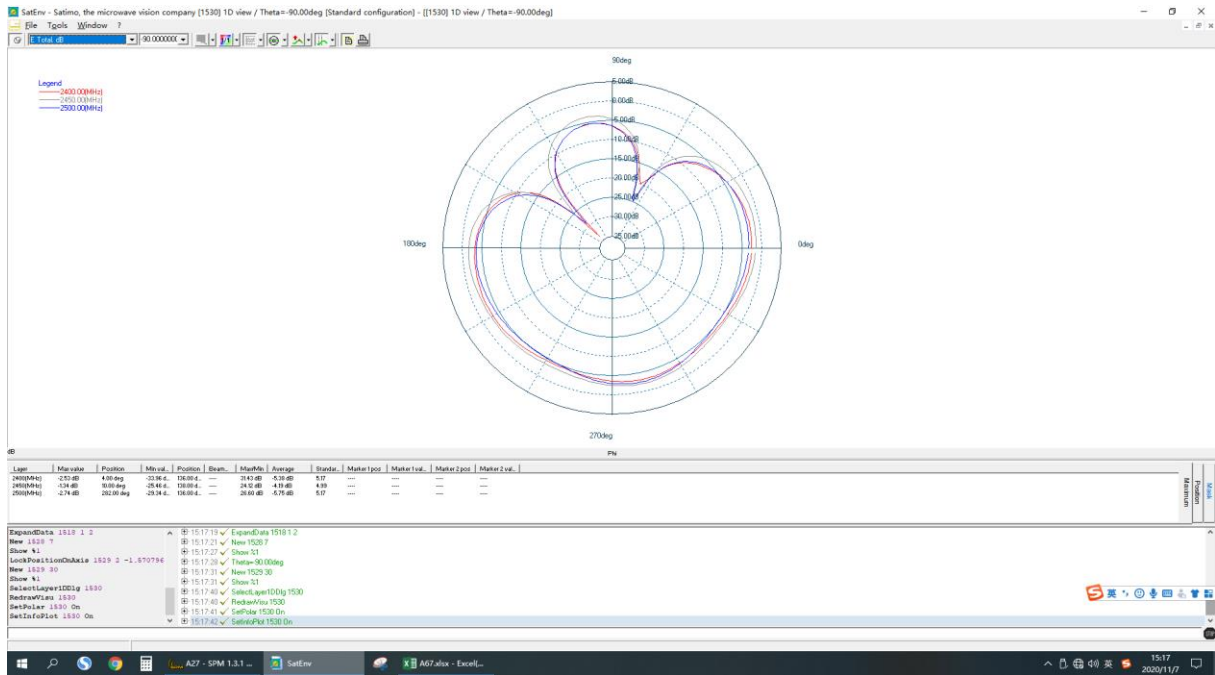 SatEnv - Satimo, the microwave vision company [1530] 1D view / Theta=-90.00deg (Standard configuration) - [[1530] 1D view / Theta=-90.00deg]
File Tools Window ?
E Total, dB -90.000000(
Legend
2400.00(MHz)
2450.00(MHz)
2500.00(MHz)
90deg
5.00dB
0.00dB
-5.00dB
-10.00dB
-15.00dB
-20.00dB
-25.00dB
-30.00dB
-35.00dB
180deg
0deg
270deg
dB
Phi
Layer Max value Position Min val... Position Beam... Max/Min Average Standar... Marker 1 pos Marker 1 val... Marker 2 pos Marker 2 val...
2400(MHz) -2.53 dB 4.00 deg -33.96 d... 136.00 d... ---- 31.43 dB -5.38 dB 5.17 ---- ---- ---- ----
2450(MHz) -1.34 dB 10.00 deg -25.46 d... 138.00 d... ---- 24.12 dB -4.19 dB 4.99 ---- ---- ---- ----
2500(MHz) -2.74 dB 282.00 deg -29.34 d... 136.00 d... ---- 26.60 dB -5.75 dB 5.17 ---- ---- ---- ----
Mask
Position
Maximum
ExpandData 1518 1 2
New 1528 7
Show %1
LockPositionOnAxis 1529 2 -1.570796
New 1529 30
Show %1
SelectLayer1DDlg 1530
RedrawVisu 1530
SetPolar 1530 On
SetInfoPlot 1530 On
15:17:19 ExpandData 1518 1 2
15:17:21 New 1528 7
15:17:27 Show %1
15:17:28 Theta=-90.00deg
15:17:31 New 1529 30
15:17:31 Show %1
15:17:40 SelectLayer1DDlg 1530
15:17:40 RedrawVisu 1530
15:17:41 SetPolar 1530 On
15:17:42 SetInfoPlot 1530 On
英
A27 - SPM 1.3.1 ...
SatEnv
A67.xlsx - Excel(...
英
15:17
2020/11/7